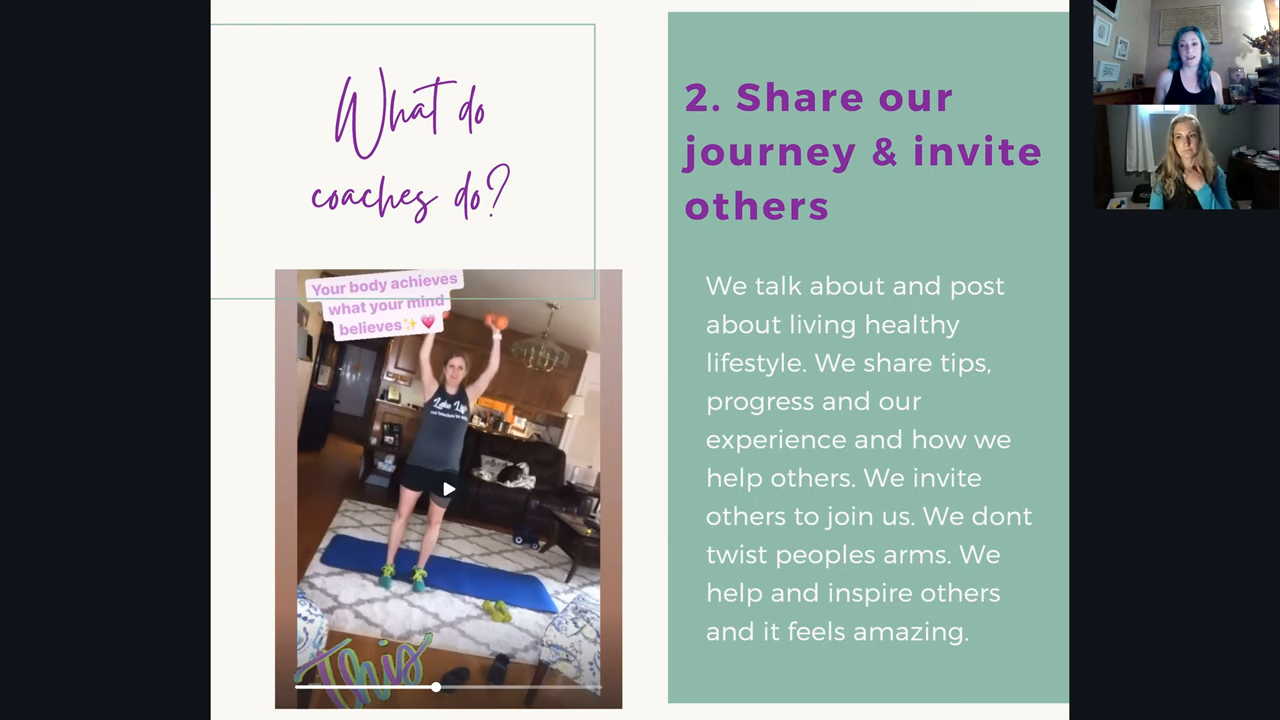 What do
coaches do?
Your body achieves
what your mind
believes✨💗
This
2. Share our
journey & invite
others
We talk about and post
about living healthy
lifestyle. We share tips,
progress and our
experience and how we
help others. We invite
others to join us. We dont
twist peoples arms. We
help and inspire others
and it feels amazing.